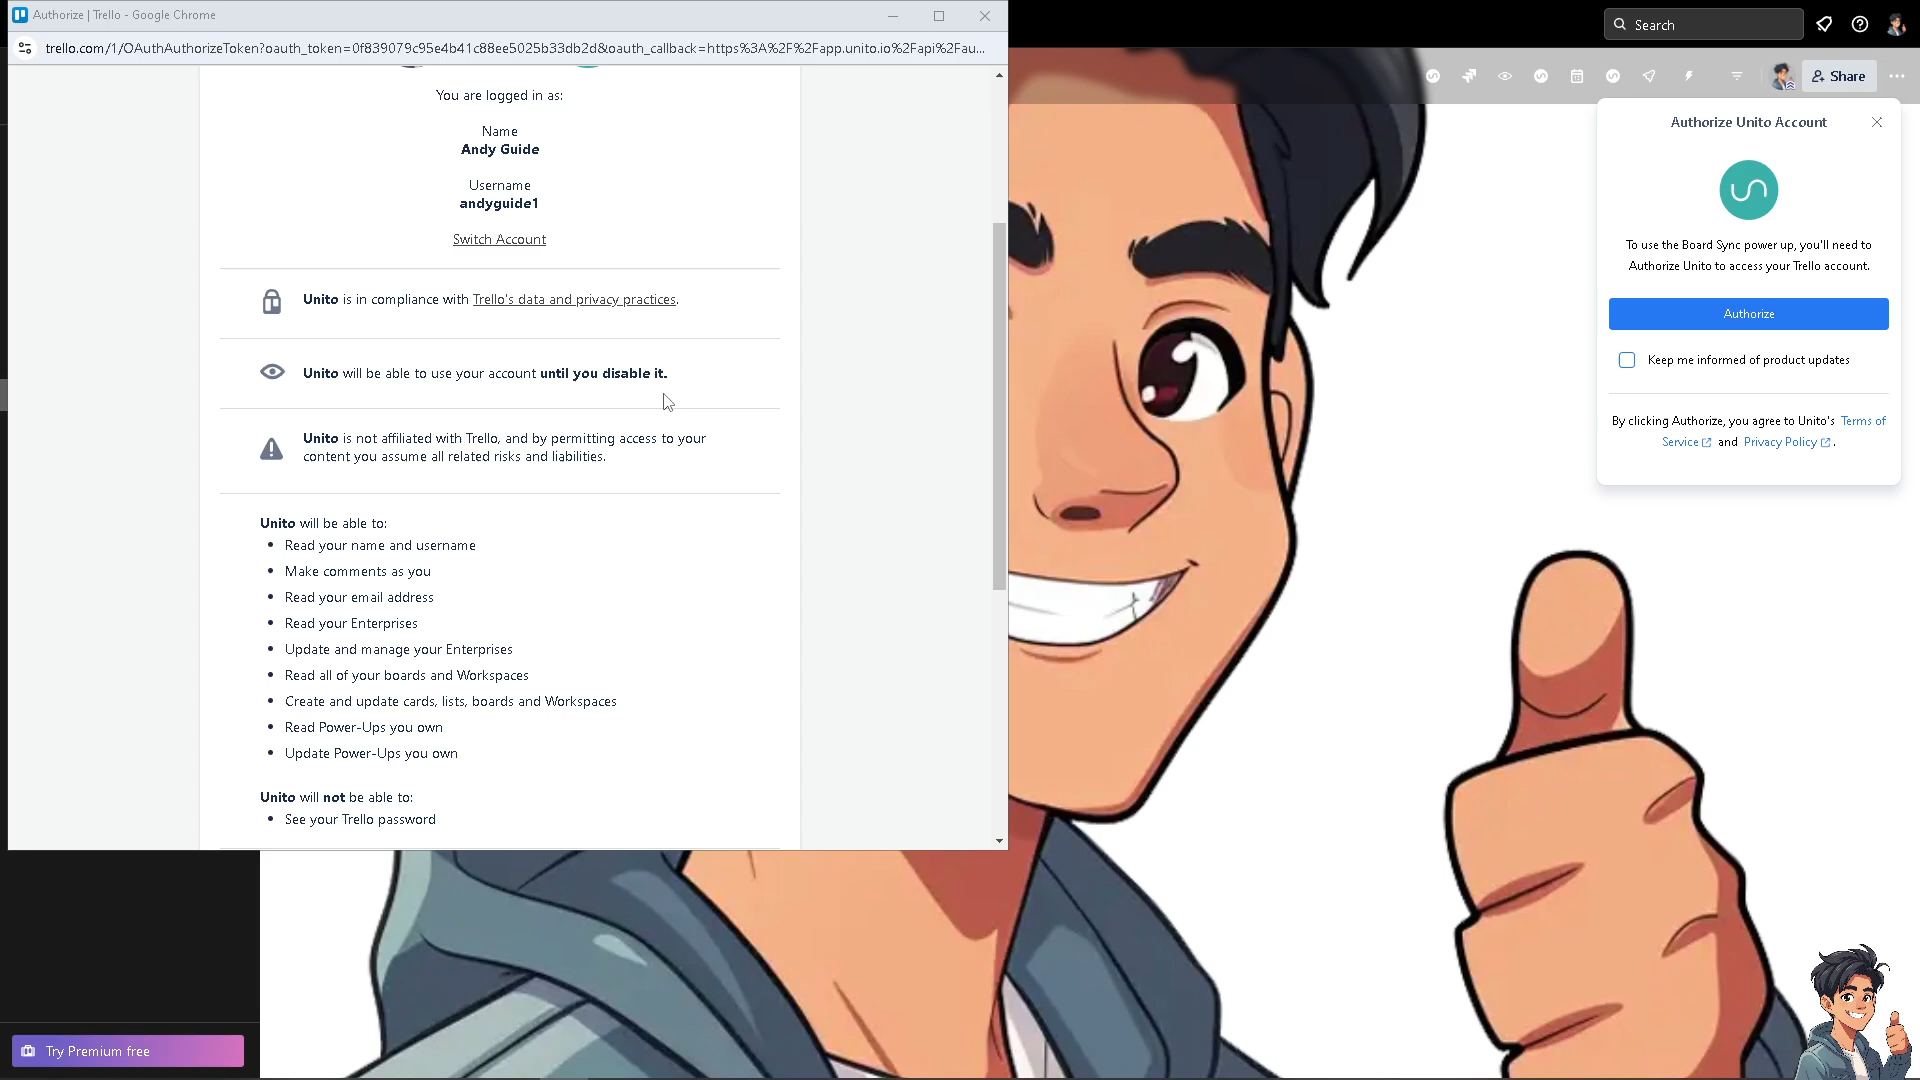 Authorize | Trello - Google Chrome
trello.com/1/OAuthAuthorizeToken?oauth_token=0f839079c95e4b41c88ee5025b33db2d&oauth_callback=https%3A%2F%2Fapp.unito.io%2Fapi%2Fau...
You are logged in as:
Name
Andy Guide
Username
andyguide1
Switch Account
Unito is in compliance with Trello's data and privacy practices.
Unito will be able to use your account until you disable it.
Unito is not affiliated with Trello, and by permitting access to your
content you assume all related risks and liabilities.
Unito will be able to:
• Read your name and username
• Make comments as you
• Read your email address
• Read your Enterprises
• Update and manage your Enterprises
• Read all of your boards and Workspaces
• Create and update cards, lists, boards and Workspaces
• Read Power-Ups you own
• Update Power-Ups you own
Unito will not be able to:
• See your Trello password
Try Premium free
Search
Share
Authorize Unito Account
To use the Board Sync power up, you'll need to
Authorize Unito to access your Trello account.
Authorize
Keep me informed of product updates
By clicking Authorize, you agree to Unito's Terms of
Service and Privacy Policy.